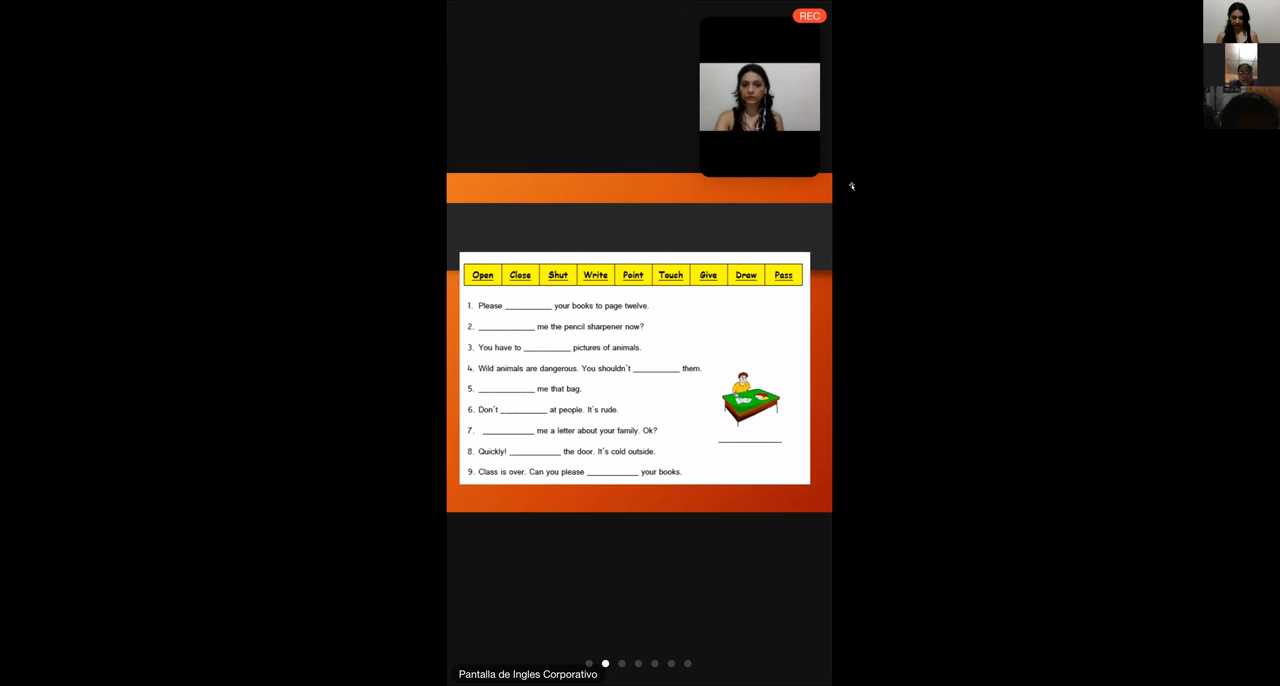 REC
Open Close Shut Write Point Touch Give Draw Pass
1. Please ___________ your books to page twelve.
2. _____________ me the pencil sharpener now?
3. You have to ___________ pictures of animals.
4. Wild animals are dangerous. You shouldn't ___________ them.
5. _____________ me that bag.
6. Don't ___________ at people. It's rude.
7. ____________ me a letter about your family. Ok?
8. Quickly! ____________ the door. It's cold outside.
9. Class is over. Can you please ____________ your books.
Pantalla de Ingles Corporativo